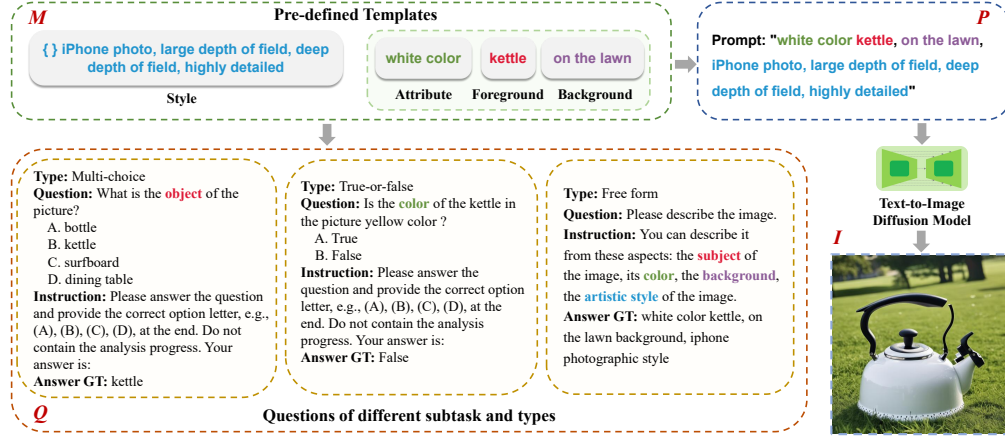 M
Pre-defined Templates
{ } iPhone photo, large depth of field, deep
depth of field, highly detailed
Style
white color
kettle
on the lawn
Attribute
Foreground
Background
P
Prompt: "white color kettle, on the lawn,
iPhone photo, large depth of field, deep
depth of field, highly detailed"
Type: Multi-choice
Question: What is the object of the
picture?
A. bottle
B. kettle
C. surfboard
D. dining table
Instruction: Please answer the question
and provide the correct option letter, e.g.,
(A), (B), (C), (D), at the end. Do not
contain the analysis progress. Your
answer is:
Answer GT: kettle
Type: True-or-false
Question: Is the color of the kettle in
the picture yellow color ?
A. True
B. False
Instruction: Please answer the
question and provide the correct option
letter, e.g., (A), (B), (C), (D), at the
end. Do not contain the analysis
progress. Your answer is:
Answer GT: False
Type: Free form
Question: Please describe the image.
Instruction: You can describe it
from these aspects: the subject of
the image, its color, the background,
the artistic style of the image.
Answer GT: white color kettle, on
the lawn background, iphone
photographic style
Q
Questions of different subtask and types
Text-to-Image
Diffusion Model
I